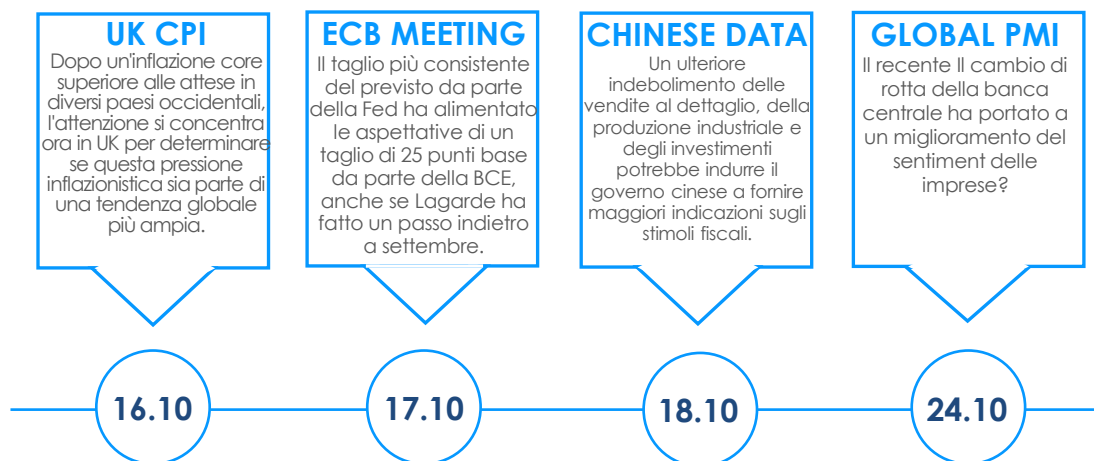 UK CPI
Dopo un'inflazione core
superiore alle attese in
diversi paesi occidentali,
l'attenzione si concentra
ora in UK per determinare
se questa pressione
inflazionistica sia parte di
una tendenza globale
più ampia.
16.10
ECB MEETING
Il taglio più consistente
del previsto da parte
della Fed ha alimentato
le aspettative di un
taglio di 25 punti base
da parte della BCE,
anche se Lagarde ha
fatto un passo indietro
a settembre.
17.10
CHINESE DATA
Un ulteriore
indebolimento delle
vendite al dettaglio, della
produzione industriale e
degli investimenti
potrebbe indurre il
governo cinese a fornire
maggiori indicazioni sugli
stimoli fiscali.
18.10
GLOBAL PMI
Il recente Il cambio di
rotta della banca
centrale ha portato a
un miglioramento del
sentiment delle
imprese?
24.10